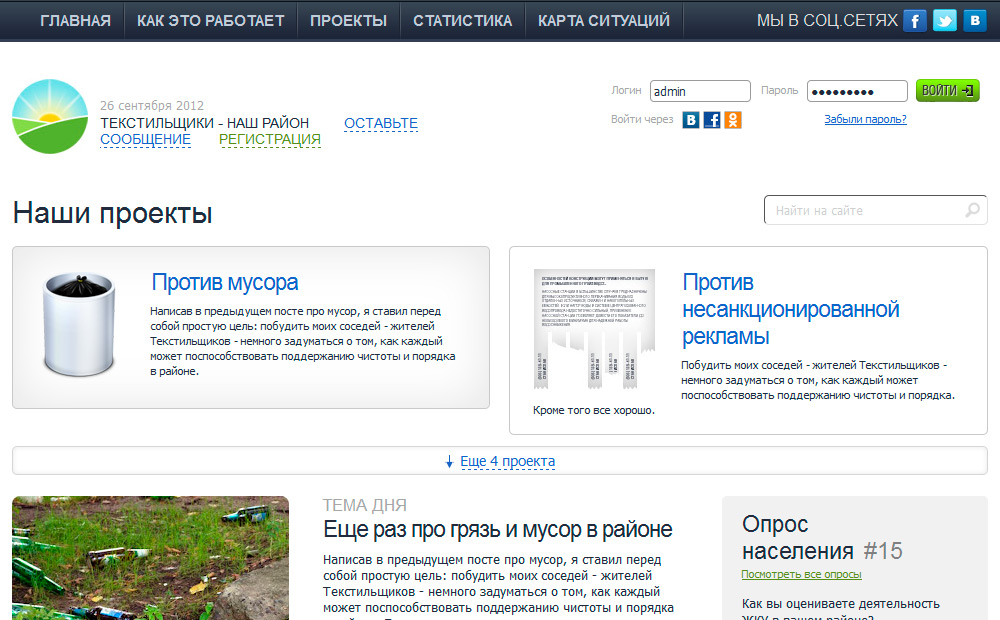 ГЛАВНАЯ КАК ЭТО РАБОТАЕТ ПРОЕКТЫ СТАТИСТИКА КАРТА СИТУАЦИЙ МЫ В СОЦ.СЕТЯХ
26 сентября 2012
ТЕКСТИЛЬЩИКИ - НАШ РАЙОН ОСТАВЬТЕ
СООБЩЕНИЕ РЕГИСТРАЦИЯ
Логин admin Пароль ●●●●●●●●● ВОЙТИ
Войти через Забыли пароль?
Наши проекты
Найти на сайте
Против мусора
Написав в предыдущем посте про мусор, я ставил перед
собой простую цель: побудить моих соседей - жителей
Текстильщиков - немного задуматься о том, как каждый
может поспособствовать поддержанию чистоты и порядка
в районе.
Кроме того все хорошо.
Против
несанкционированной
рекламы
Побудить моих соседей - жителей Текстильщиков -
немного задуматься о том, как каждый может
поспособствовать поддержанию чистоты и порядка.
Еще 4 проекта
ТЕМА ДНЯ
Еще раз про грязь и мусор в районе
Написав в предыдущем посте про мусор, я ставил перед
собой простую цель: побудить моих соседей - жителей
Текстильщиков - немного задуматься о том, как каждый
может поспособствовать поддержанию чистоты и порядка
Опрос
населения #15
Посмотреть все опросы
Как вы оцениваете деятельность
ЖКУ в вашем районе?